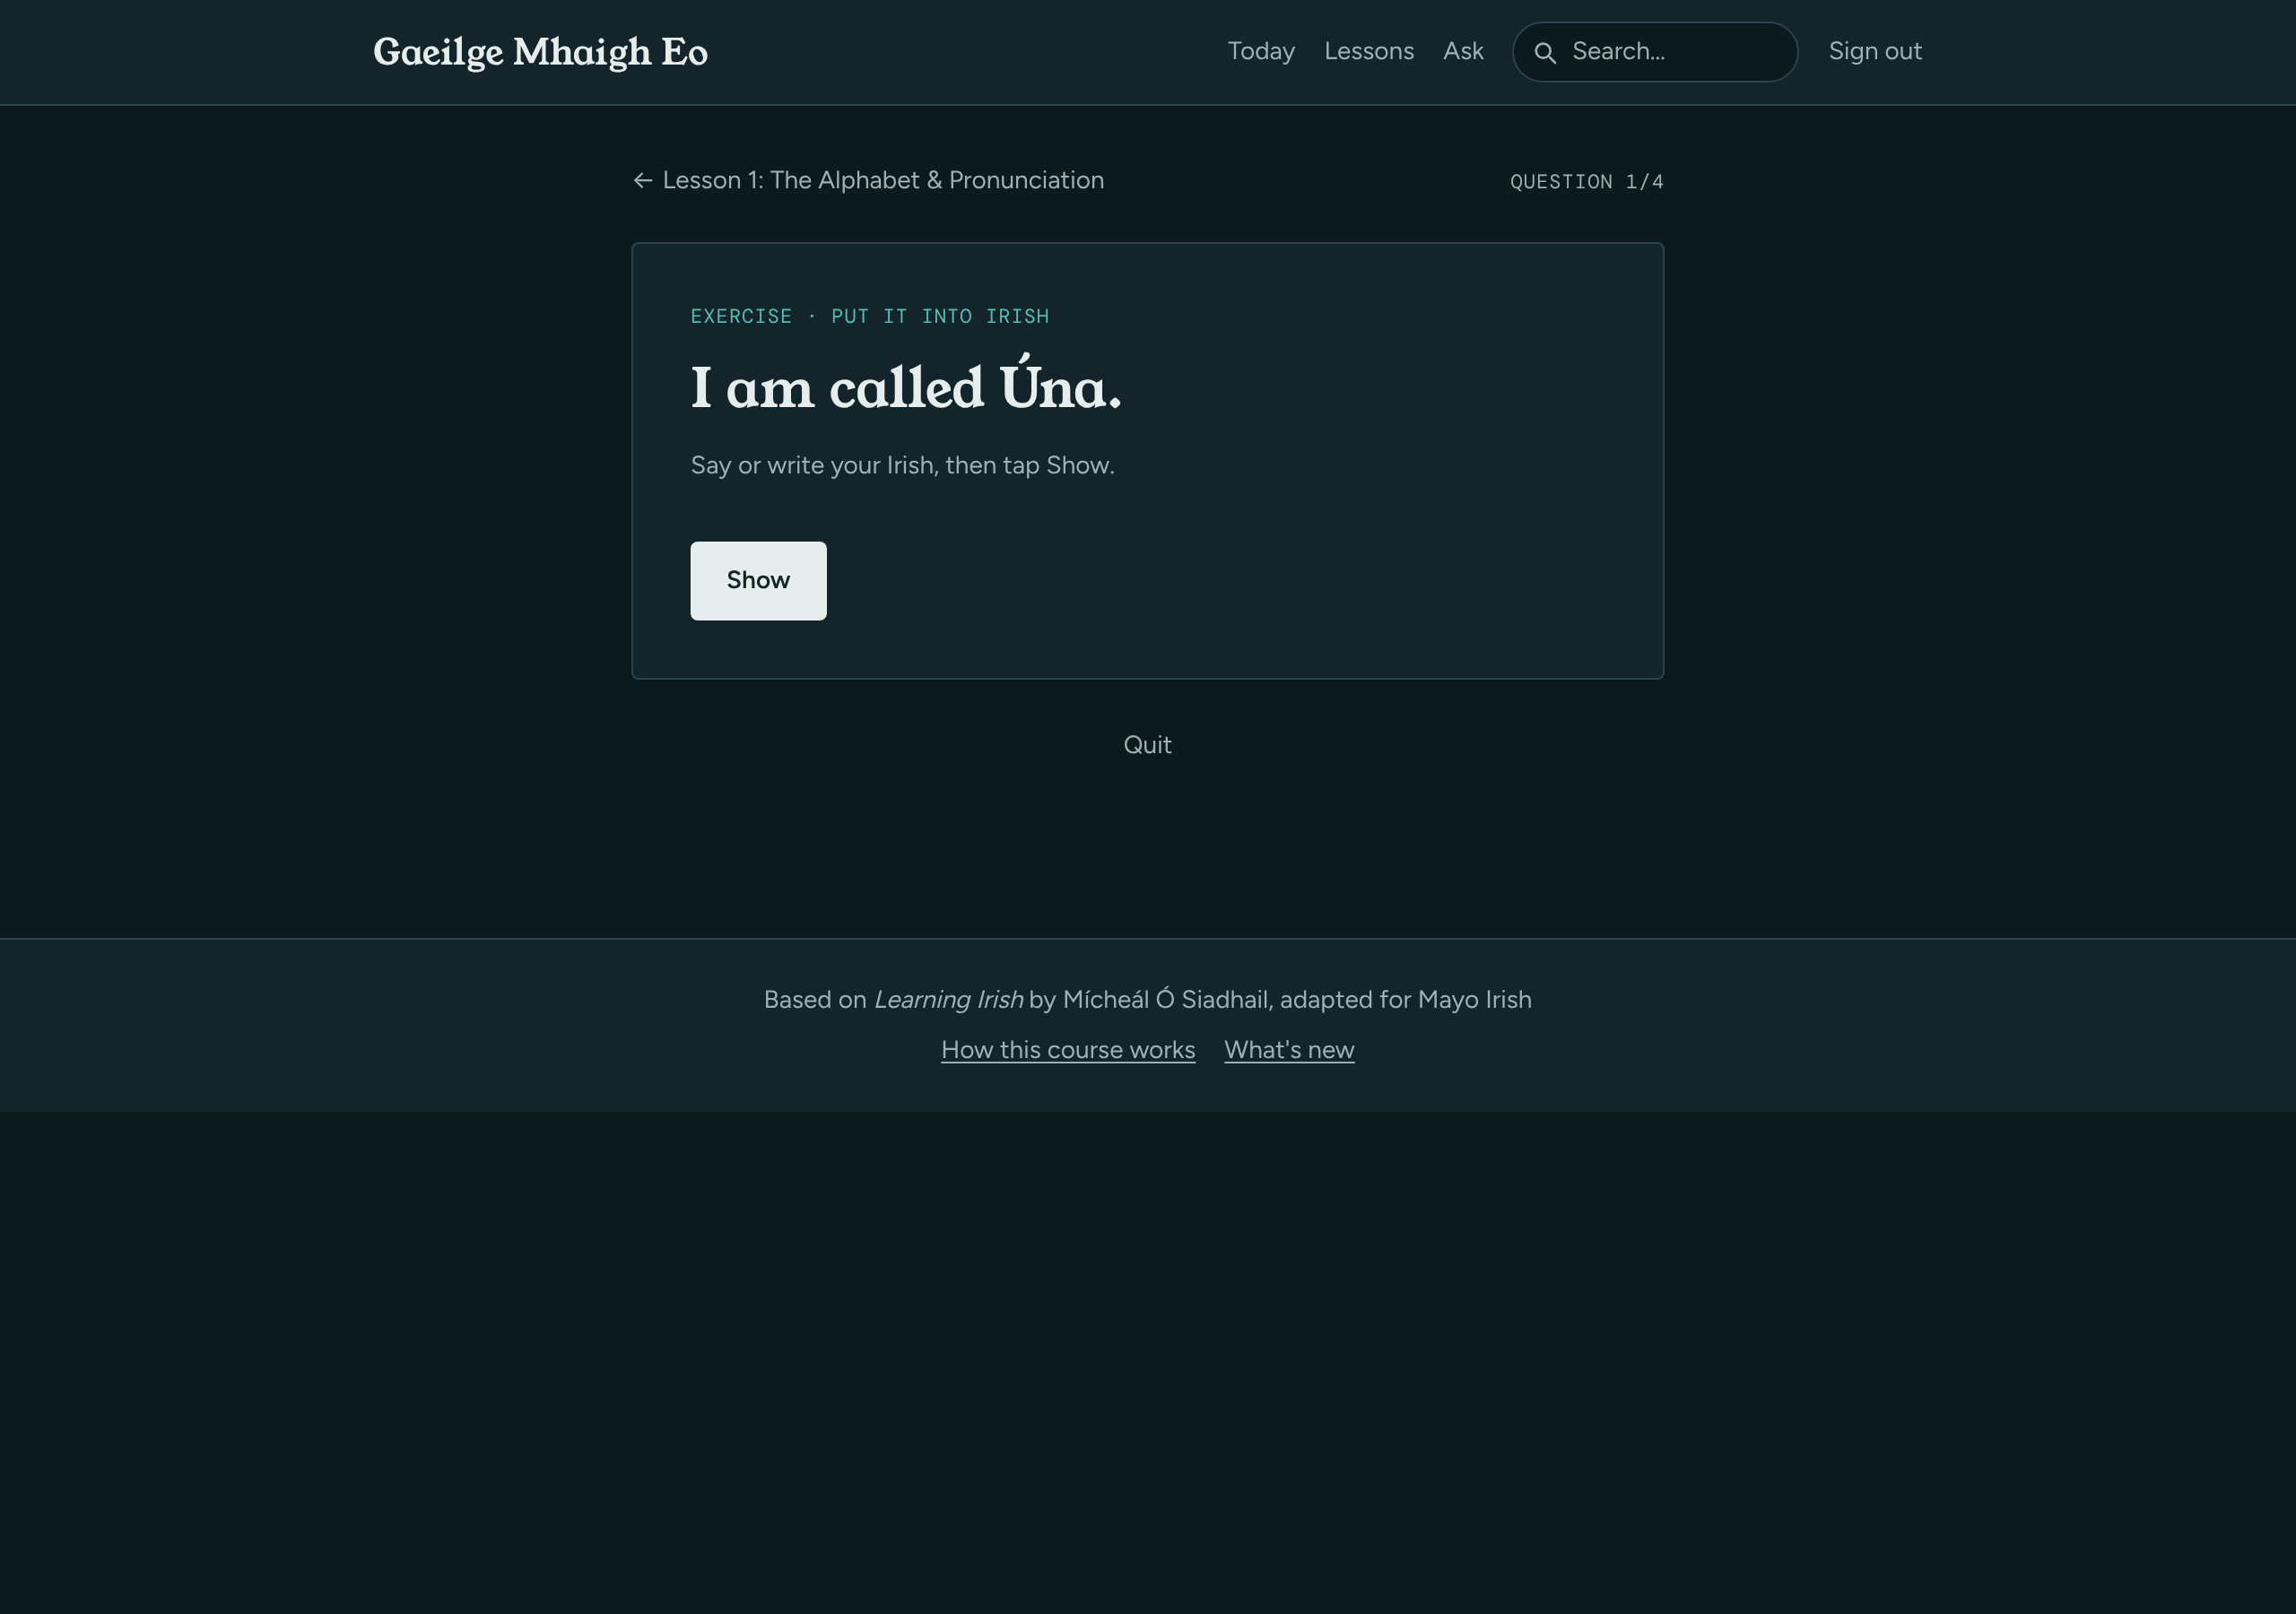 Gaeilge Mhaigh Eo
Today Lessons Ask Search... Sign out
← Lesson 1: The Alphabet & Pronunciation
QUESTION 1/4
EXERCISE · PUT IT INTO IRISH
I am called Úna.
Say or write your Irish, then tap Show.
Show
Quit
Based on Learning Irish by Mícheál Ó Siadhail, adapted for Mayo Irish
How this course works What's new